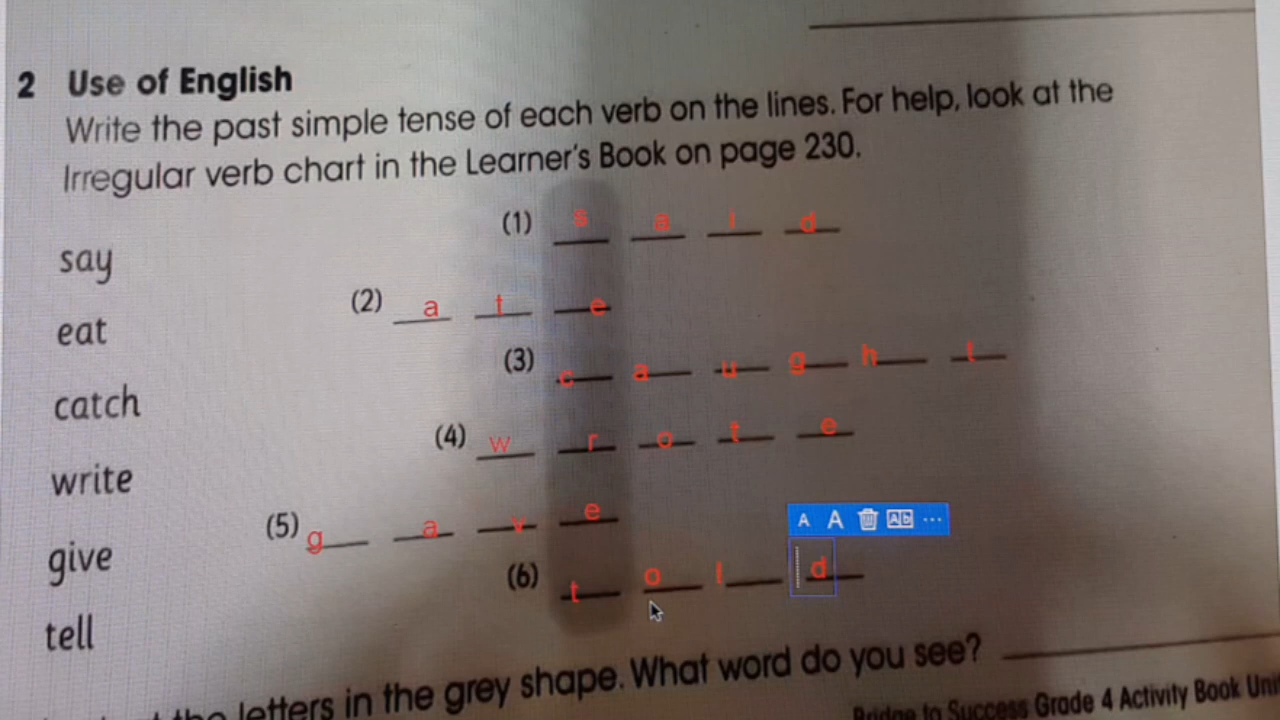 2 Use of English
Write the past simple tense of each verb on the lines. For help, look at the
Irregular verb chart in the Learner's Book on page 230.
say (1) s a i d
eat (2) a t e
catch (3) c a u g h t
write (4) w r o t e
give (5) g a v e
tell (6) t o l d
A A Ab ...
the letters in the grey shape. What word do you see?
Bridge to Success Grade 4 Activity Book